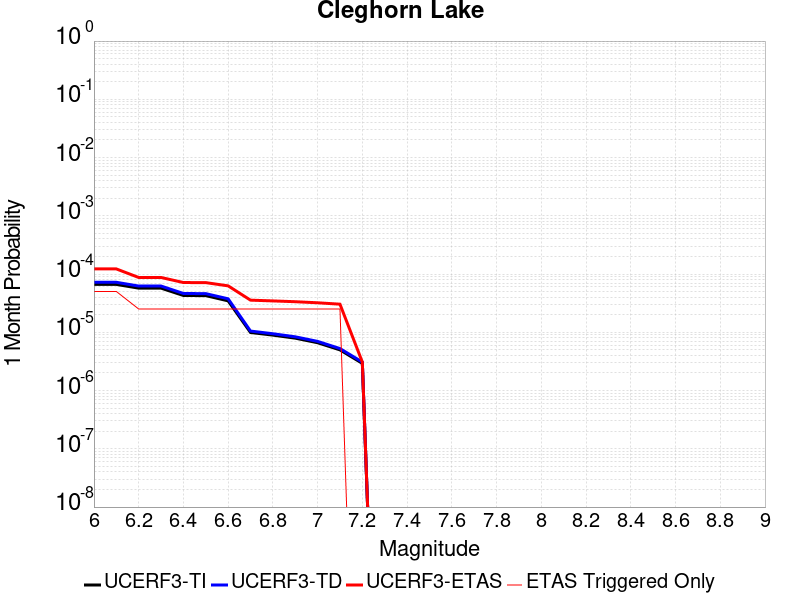 Cleghorn Lake
10^0
10^-1
10^-2
10^-3
10^-4
10^-5
10^-6
10^-7
10^-8
1 Month Probability
6 6.2 6.4 6.6 6.8 7 7.2 7.4 7.6 7.8 8 8.2 8.4 8.6 8.8 9
Magnitude
UCERF3-TI UCERF3-TD UCERF3-ETAS ETAS Triggered Only